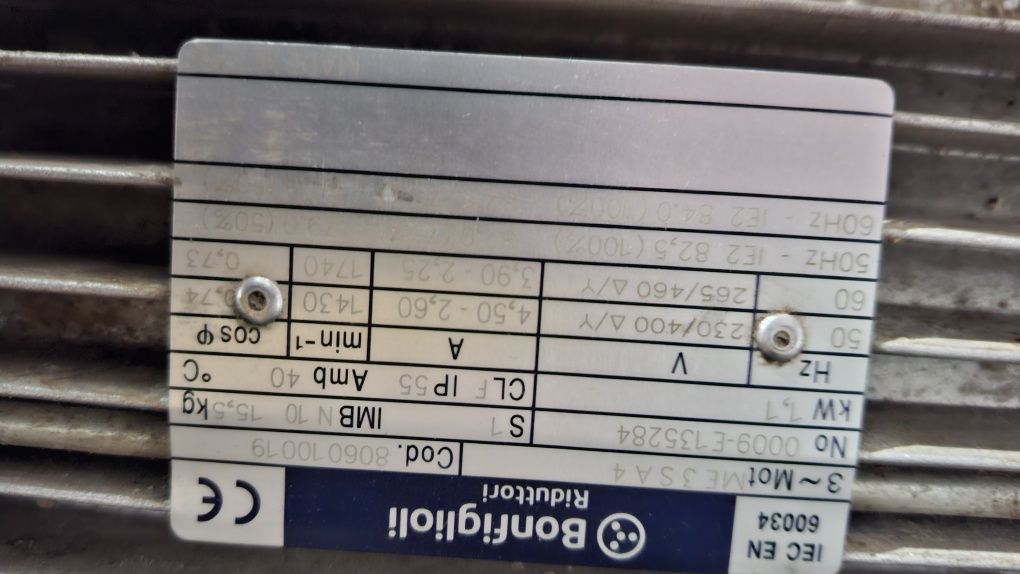 IEC EN
60034
Bonfiglioli
Riduttori
CE
3~Mot ME 3 S A 4 Cod. 806010019
No 0009-E135284 S1 IMB N 10 15,5 kg
kW 1,1 CL F IP 55 Amb 40 °C
Hz V A min-1 cos φ
50 230/400 Δ/Y 4,50 - 2,60 1430 0,74
60 265/460 Δ/Y 3,90 - 2,25 1740 0,73
50Hz - IE2 82,5 (100%) (50%)
60Hz - IE2 84.0 (100%)